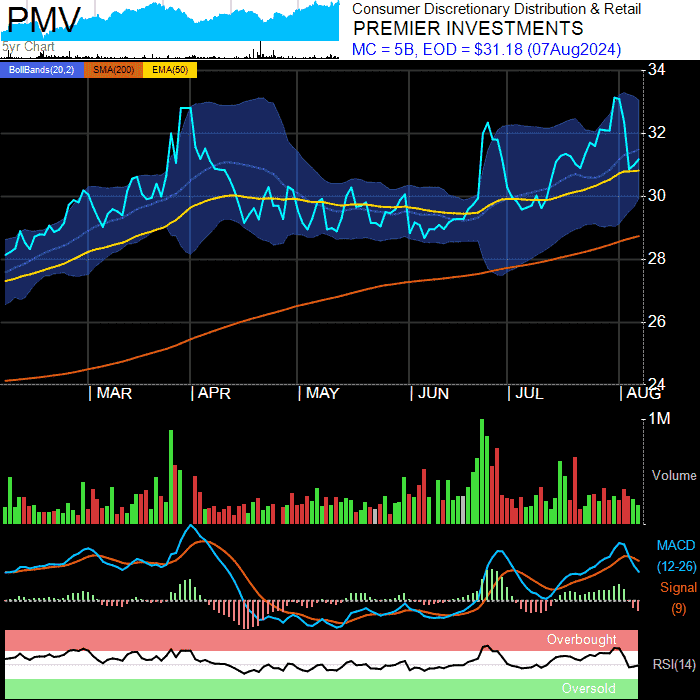 PMV
5yr Chart
Consumer Discretionary Distribution & Retail
PREMIER INVESTMENTS
MC = 5B, EOD = $31.18 (07Aug2024)
BollBands(20,2) SMA(200) EMA(50)
34
32
30
28
26
24
MAR APR MAY JUN JUL AUG
1M
Volume
MACD
(12-26)
Signal
(9)
Overbought
RSI(14)
Oversold